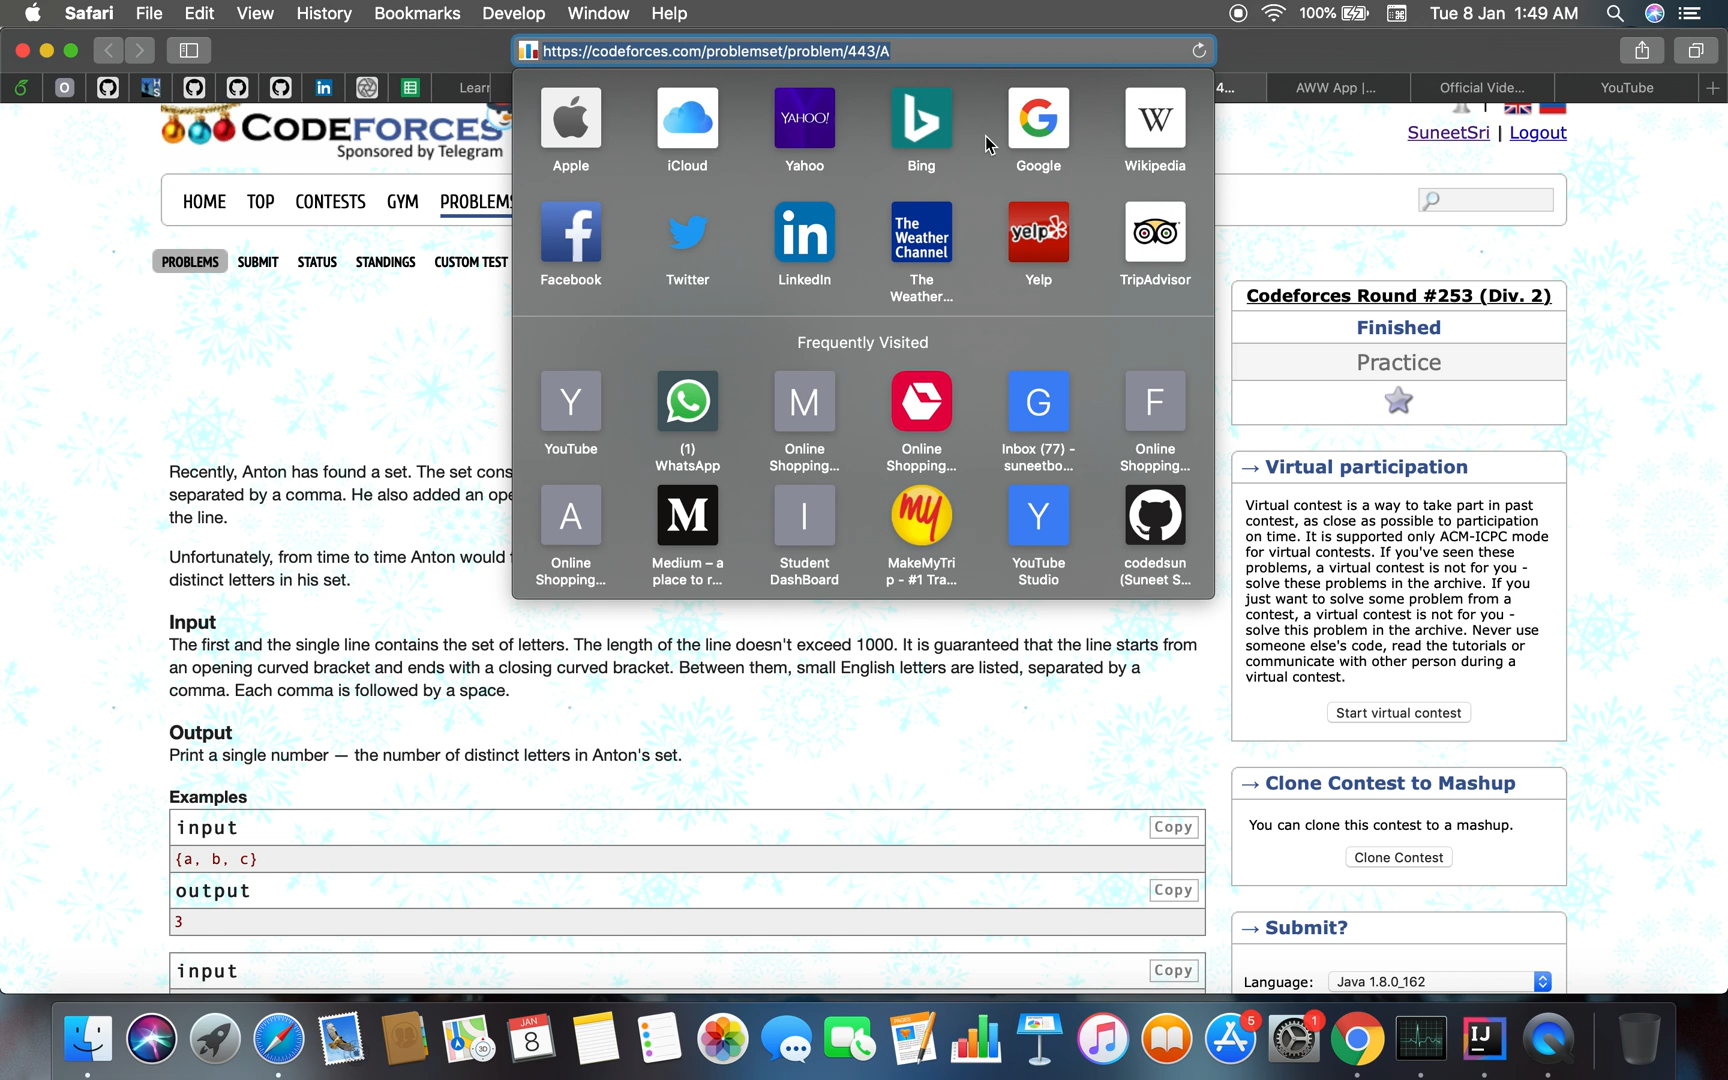 Safari File Edit View History Bookmarks Develop Window Help
100% Tue 8 Jan 1:49 AM
https://codeforces.com/problemset/problem/443/A
Lear
4...
AWW App |...
Official Vide...
YouTube
CODEFORCES
Sponsored by Telegram
SuneetSri | Logout
HOME TOP CONTESTS GYM PROBLEMS
PROBLEMS SUBMIT STATUS STANDINGS CUSTOM TEST
Apple
iCloud
YAHOO!
Yahoo
Bing
Google
W
Wikipedia
Facebook
Twitter
in
LinkedIn
The
Weather
Channel
The
Weather...
yelp
Yelp
TripAdvisor
Frequently Visited
Y
YouTube
(1)
WhatsApp
M
Online
Shopping...
Online
Shopping...
G
Inbox (77) -
suneetbo...
F
Online
Shopping...
A
Online
Shopping...
M
Medium – a
place to r...
I
Student
DashBoard
my
MakeMyTri
p - #1 Tra...
Y
YouTube
Studio
codedsun
(Suneet S...
Recently, Anton has found a set. The set cons
separated by a comma. He also added an ope
the line.
Unfortunately, from time to time Anton would f
distinct letters in his set.
Input
The first and the single line contains the set of letters. The length of the line doesn't exceed 1000. It is guaranteed that the line starts from
an opening curved bracket and ends with a closing curved bracket. Between them, small English letters are listed, separated by a
comma. Each comma is followed by a space.
Output
Print a single number — the number of distinct letters in Anton's set.
Examples
input Copy
{a, b, c}
output Copy
3
input Copy
Codeforces Round #253 (Div. 2)
Finished
Practice
→ Virtual participation
Virtual contest is a way to take part in past
contest, as close as possible to participation
on time. It is supported only ACM-ICPC mode
for virtual contests. If you've seen these
problems, a virtual contest is not for you -
solve these problems in the archive. If you
just want to solve some problem from a
contest, a virtual contest is not for you -
solve this problem in the archive. Never use
someone else's code, read the tutorials or
communicate with other person during a
virtual contest.
Start virtual contest
→ Clone Contest to Mashup
You can clone this contest to a mashup.
Clone Contest
→ Submit?
Language: Java 1.8.0_162
JAN
8
3D
5
1
IJ